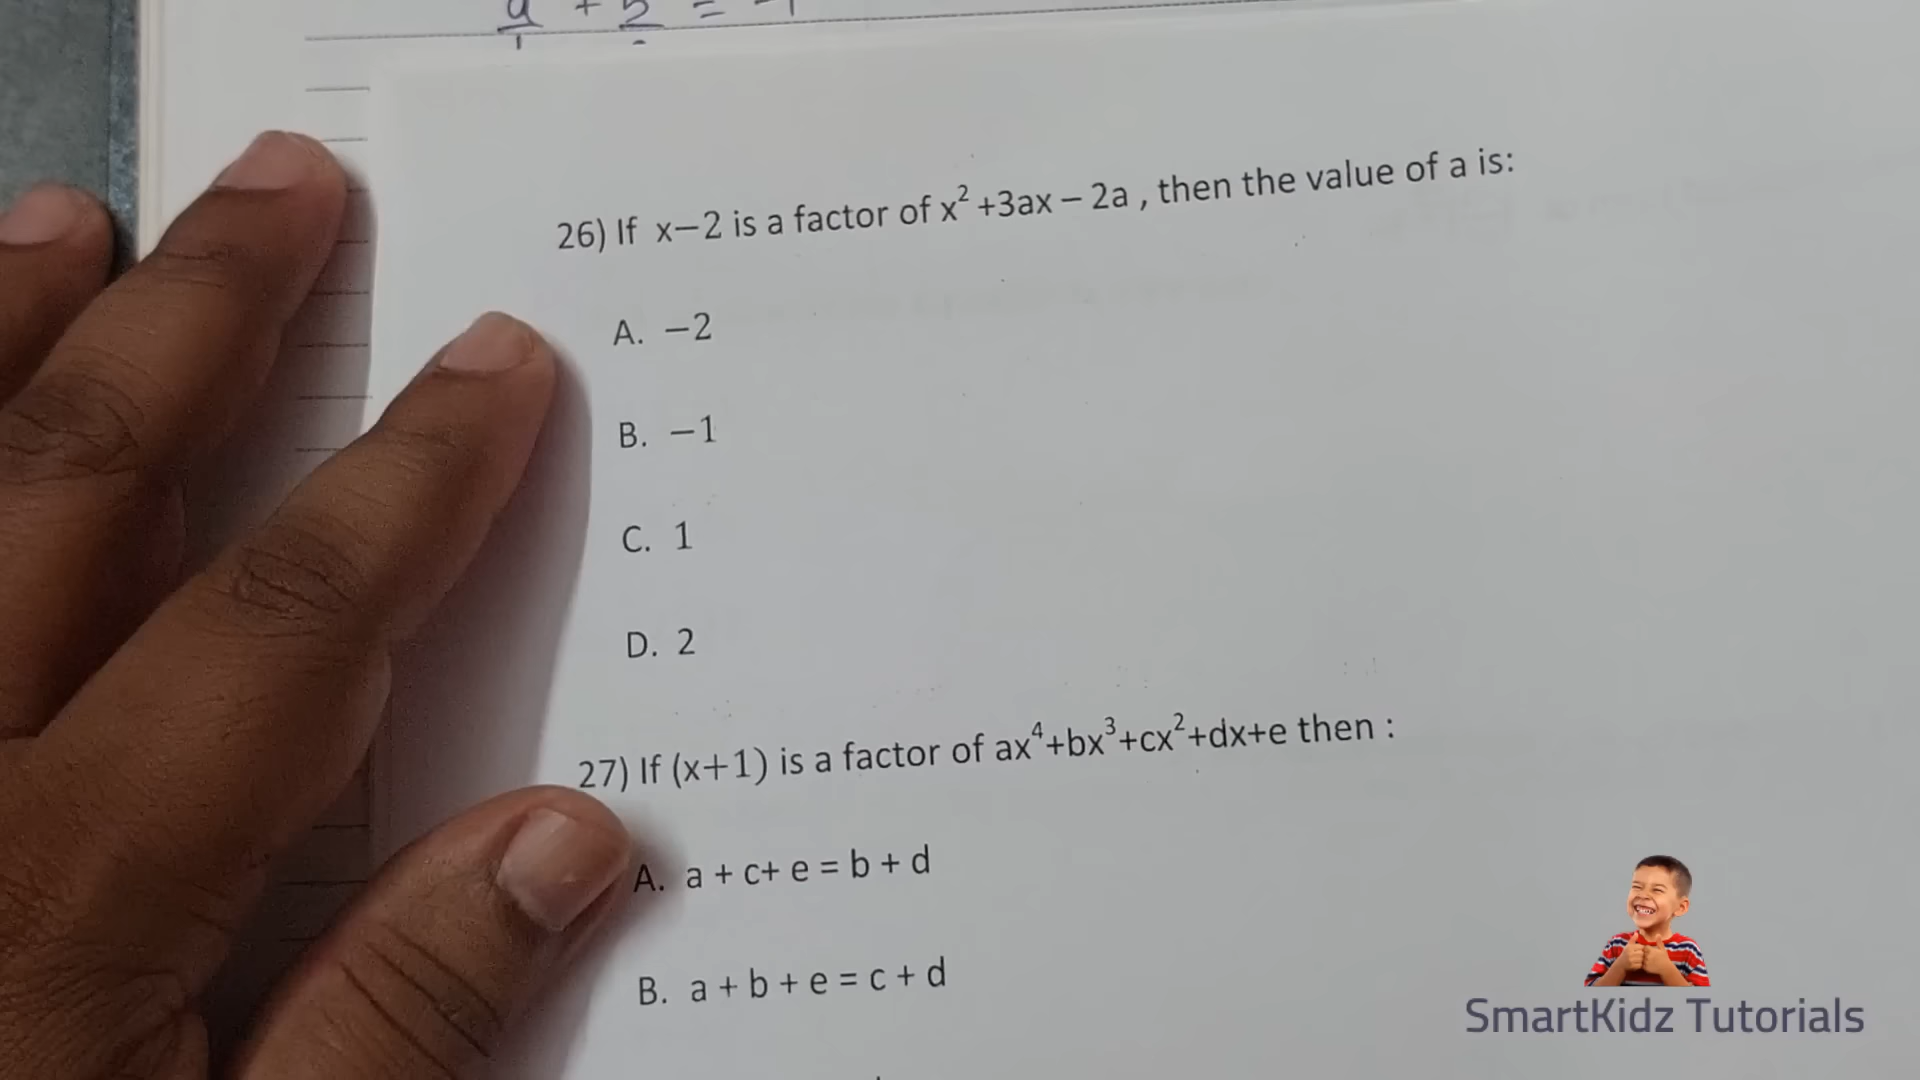 26) If x−2 is a factor of x² +3ax − 2a , then the value of a is:
A. −2
B. −1
C. 1
D. 2
27) If (x+1) is a factor of ax⁴+bx³+cx²+dx+e then :
A. a + c+ e = b + d
B. a + b + e = c + d
SmartKidz Tutorials